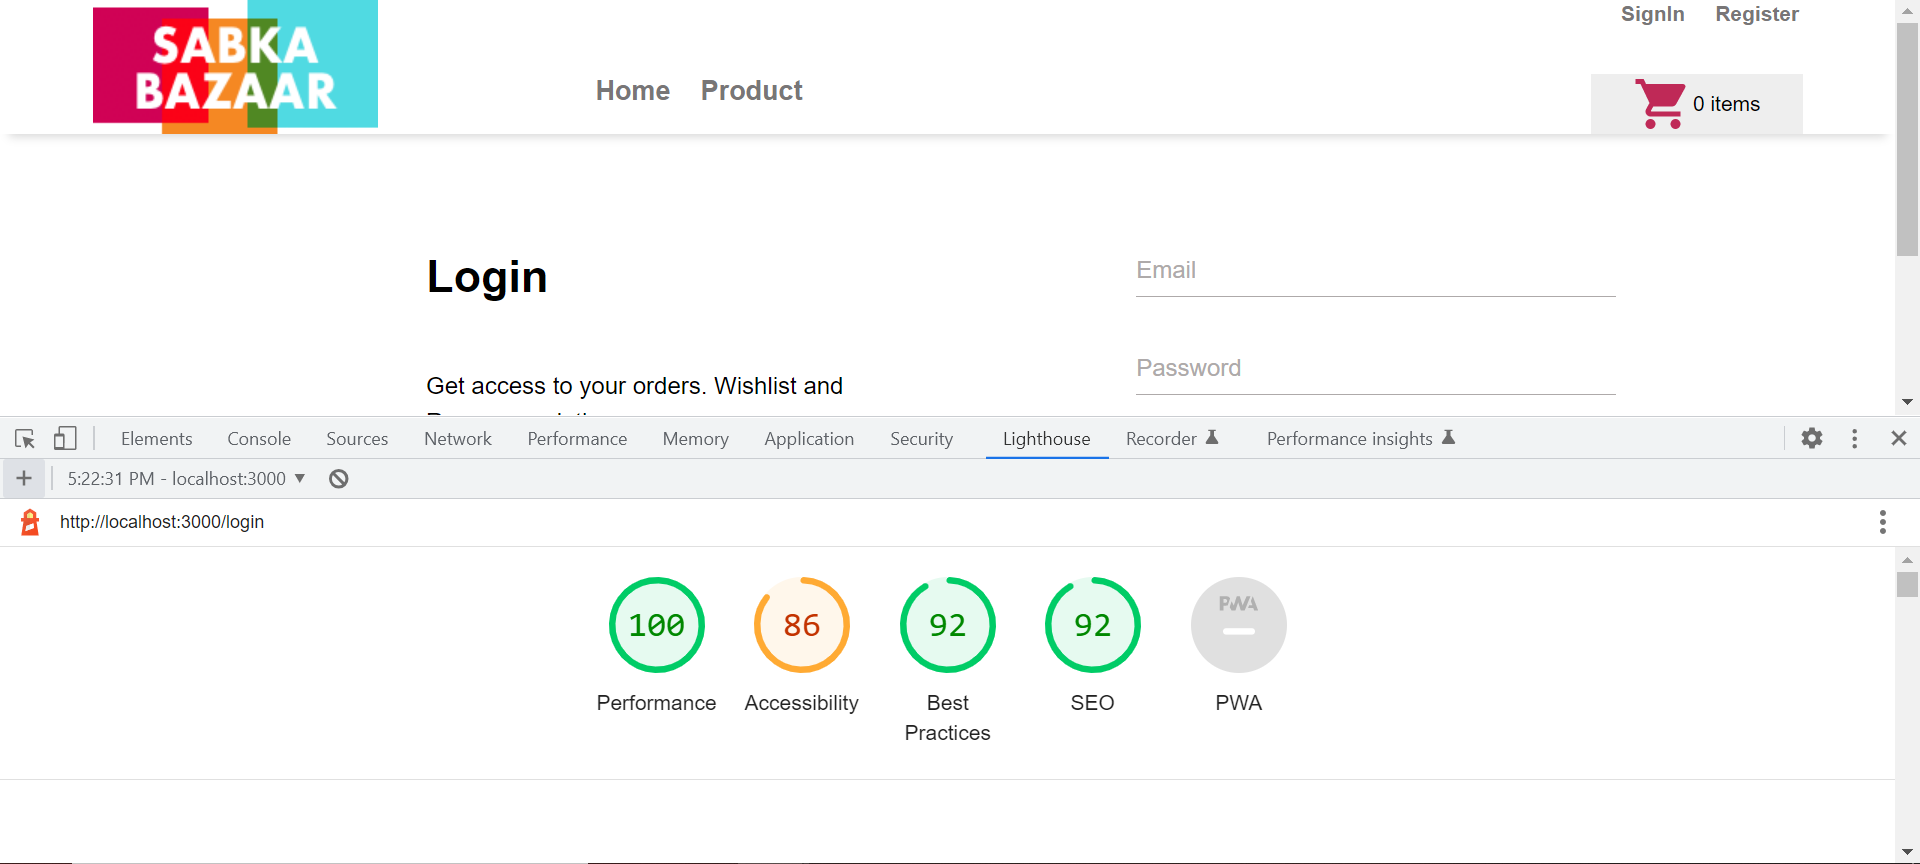 SABKA
BAZAAR
Home Product
SignIn Register
0 items
Login
Get access to your orders. Wishlist and
Email
Password
Elements Console Sources Network Performance Memory Application Security Lighthouse Recorder Performance insights
5:22:31 PM - localhost:3000
http://localhost:3000/login
100 86 92 92 PWA
Performance Accessibility Best SEO PWA
Practices